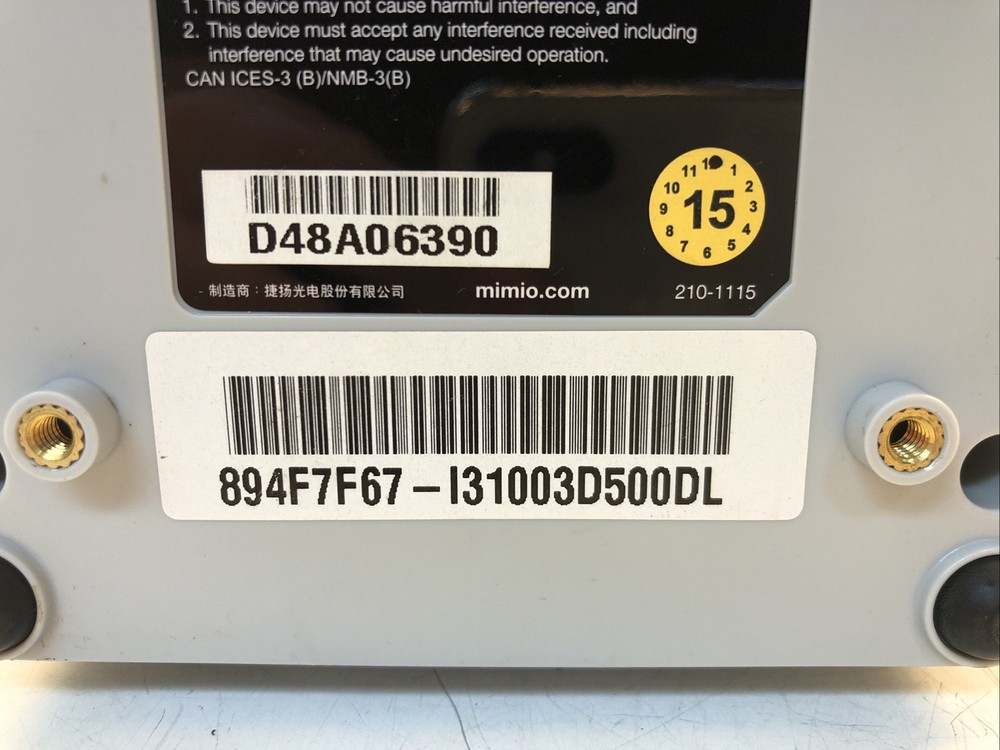 1. This device may not cause harmful interference, and
2. This device must accept any interference received including
interference that may cause undesired operation.
CAN ICES-3 (B)/NMB-3(B)
D48A06390
11 1 2 3 4 5 6 7 8 9 10
15
制造商：捷扬光电股份有限公司
mimio.com
210-1115
894F7F67-I31003D500DL